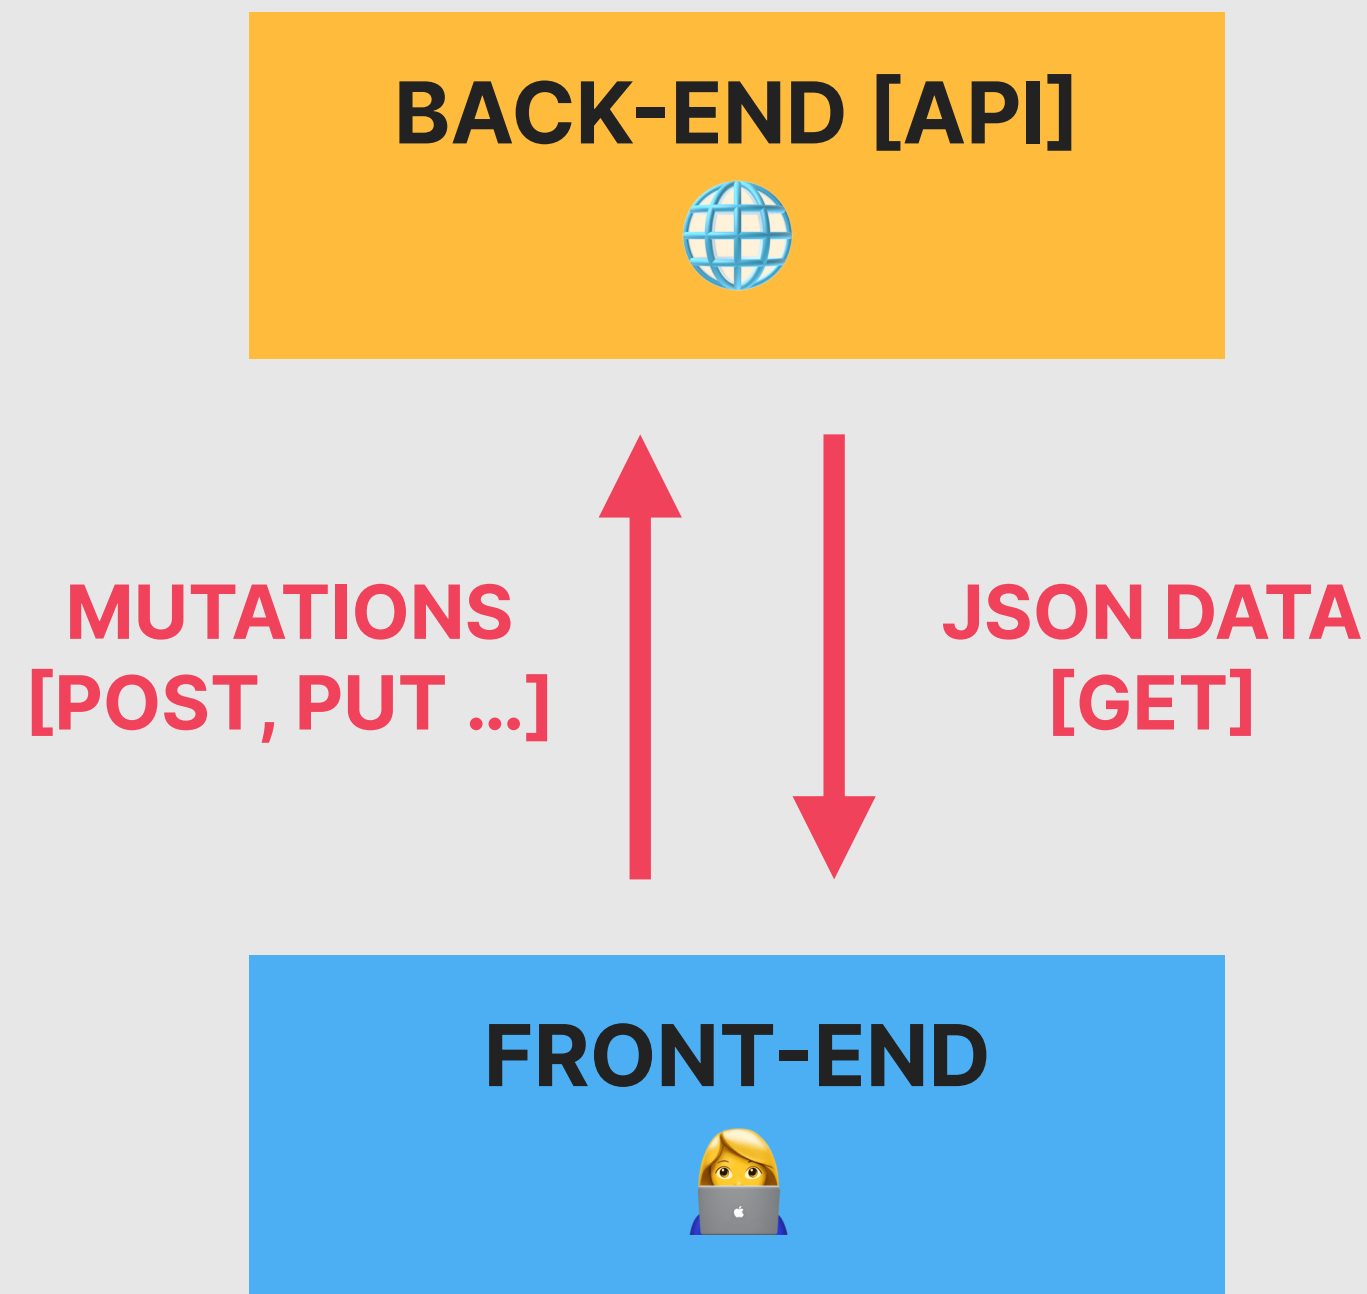 BACK-END [API]
MUTATIONS
[POST, PUT ...]
JSON DATA
[GET]
FRONT-END